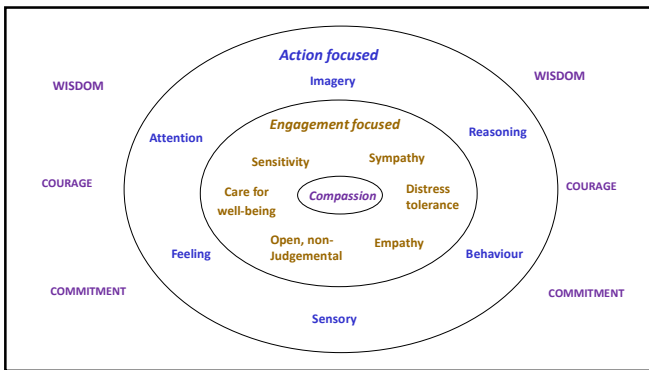 Action focused
Imagery
WISDOM
WISDOM
Engagement focused
Attention
Reasoning
Sensitivity
Sympathy
COURAGE
Care for
well-being
Compassion
Distress
tolerance
COURAGE
Open, non-
Judgemental
Empathy
Feeling
Behaviour
COMMITMENT
COMMITMENT
Sensory